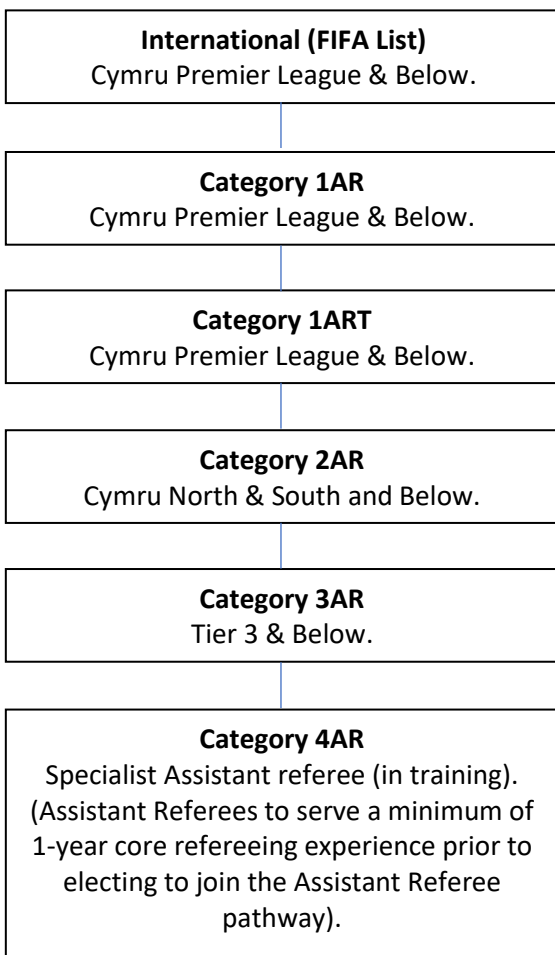 International (FIFA List)
Cymru Premier League & Below.
Category 1AR
Cymru Premier League & Below.
Category 1ART
Cymru Premier League & Below.
Category 2AR
Cymru North & South and Below.
Category 3AR
Tier 3 & Below.
Category 4AR
Specialist Assistant referee (in training).
(Assistant Referees to serve a minimum of
1-year core refereeing experience prior to
electing to join the Assistant Referee
pathway).